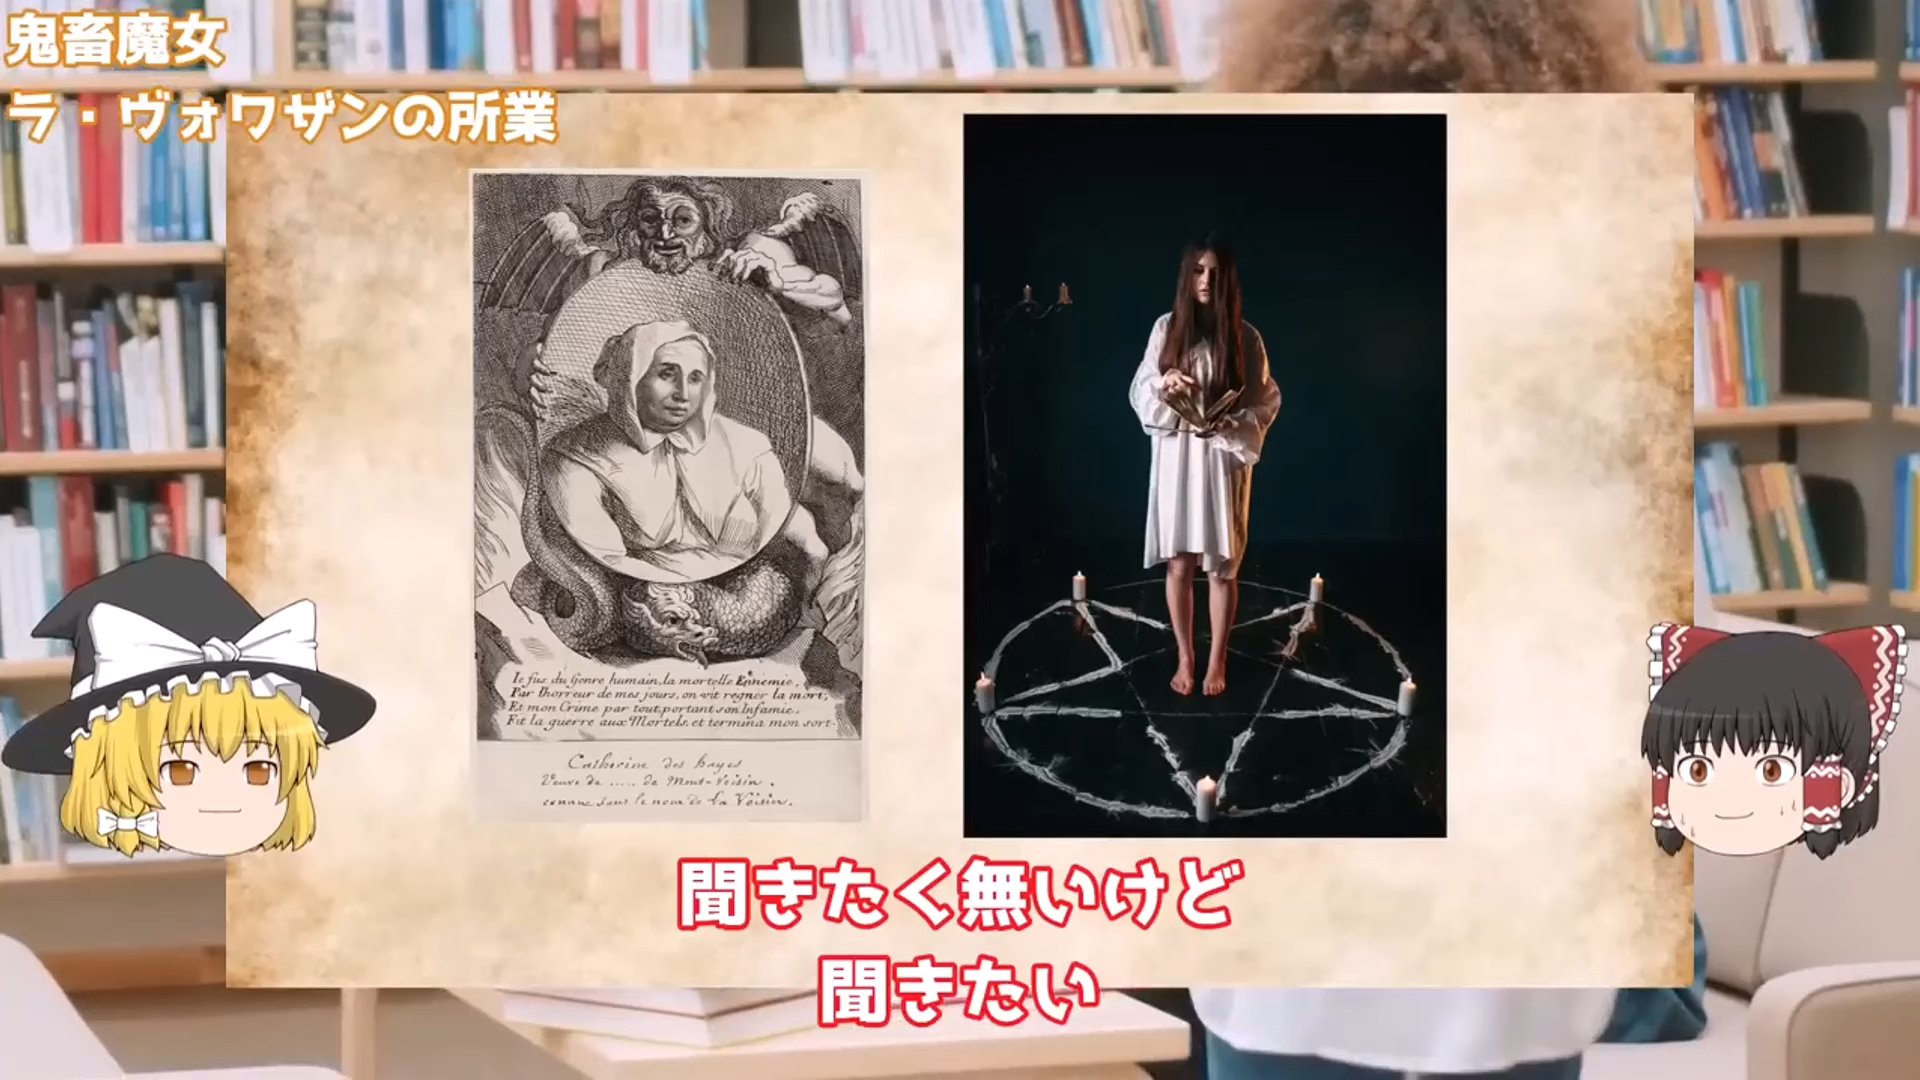 鬼畜魔女
ラ・ヴォワザンの所業
Ie fus du Genre humain, la mortelle Ennemie,
Par l'horreur de mes jours, on vit regner la mort,
Et mon Crime par tout, portant son Infamie,
Fit la guerre aux Mortels, et termina mon sort.
Catherine des hayes
Veuve de ..... de Mont-Voisin.
connue sous le nom de La Voisin.
聞きたく無いけど
聞きたい